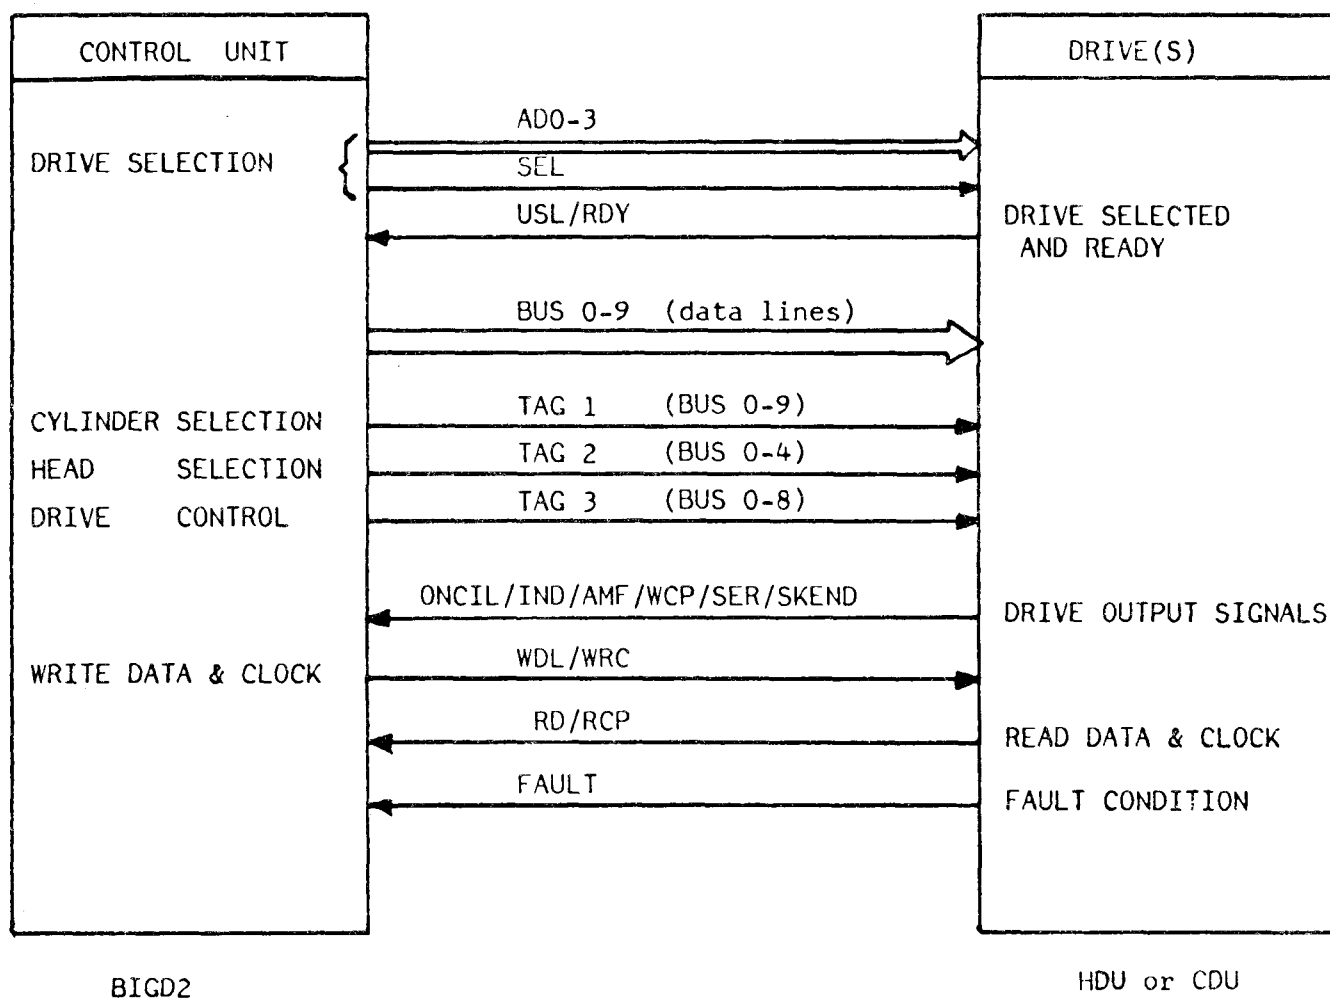 CONTROL UNIT
DRIVE(S)
ADO-3
DRIVE SELECTION
SEL
USL/RDY
DRIVE SELECTED
AND READY
BUS 0-9 (data lines)
CYLINDER SELECTION
TAG 1 (BUS 0-9)
HEAD SELECTION
TAG 2 (BUS 0-4)
DRIVE CONTROL
TAG 3 (BUS 0-8)
ONCIL/IND/AMF/WCP/SER/SKEND
DRIVE OUTPUT SIGNALS
WRITE DATA & CLOCK
WDL/WRC
RD/RCP
READ DATA & CLOCK
FAULT
FAULT CONDITION
BIGD2
HDU or CDU